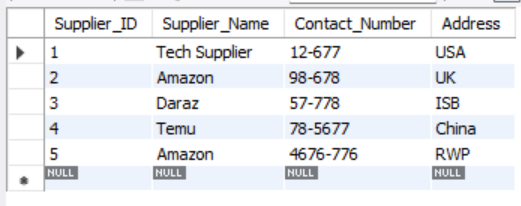 Supplier_ID Supplier_Name Contact_Number Address
1 Tech Supplier 12-677 USA
2 Amazon 98-678 UK
3 Daraz 57-778 ISB
4 Temu 78-5677 China
5 Amazon 4676-776 RWP
NULL NULL NULL NULL